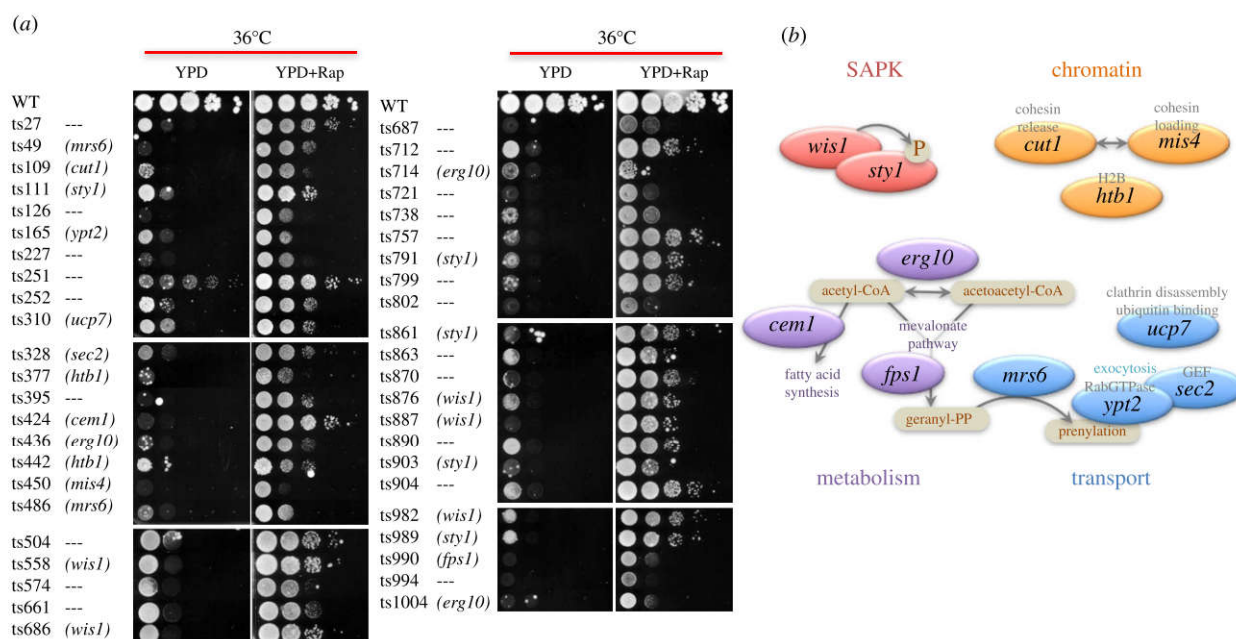 (a)
36°C
YPD YPD+Rap
WT
ts27 ---
ts49 (mrs6)
ts109 (cut1)
ts111 (sty1)
ts126 ---
ts165 (ypt2)
ts227 ---
ts251 ---
ts252 ---
ts310 (ucp7)
ts328 (sec2)
ts377 (htb1)
ts395 ---
ts424 (cem1)
ts436 (erg10)
ts442 (htb1)
ts450 (mis4)
ts486 (mrs6)
ts504 ---
ts558 (wis1)
ts574 ---
ts661 ---
ts686 (wis1)
36°C
YPD YPD+Rap
WT
ts687 ---
ts712 ---
ts714 (erg10)
ts721 ---
ts738 ---
ts757 ---
ts791 (sty1)
ts799 ---
ts802 ---
ts861 (sty1)
ts863 ---
ts870 ---
ts876 (wis1)
ts887 (wis1)
ts890 ---
ts903 (sty1)
ts904 ---
ts982 (wis1)
ts989 (sty1)
ts990 (fps1)
ts994 ---
ts1004 (erg10)
(b)
SAPK
wis1
P
sty1
chromatin
cohesin
release
cut1
cohesin
loading
mis4
H2B
htb1
erg10
acetyl-CoA
acetoacetyl-CoA
cem1
mevalonate
pathway
fatty acid
synthesis
fps1
geranyl-PP
mrs6
clathrin disassembly
ubiquitin binding
ucp7
exocytosis
RabGTPase
ypt2
GEF
sec2
prenylation
metabolism
transport